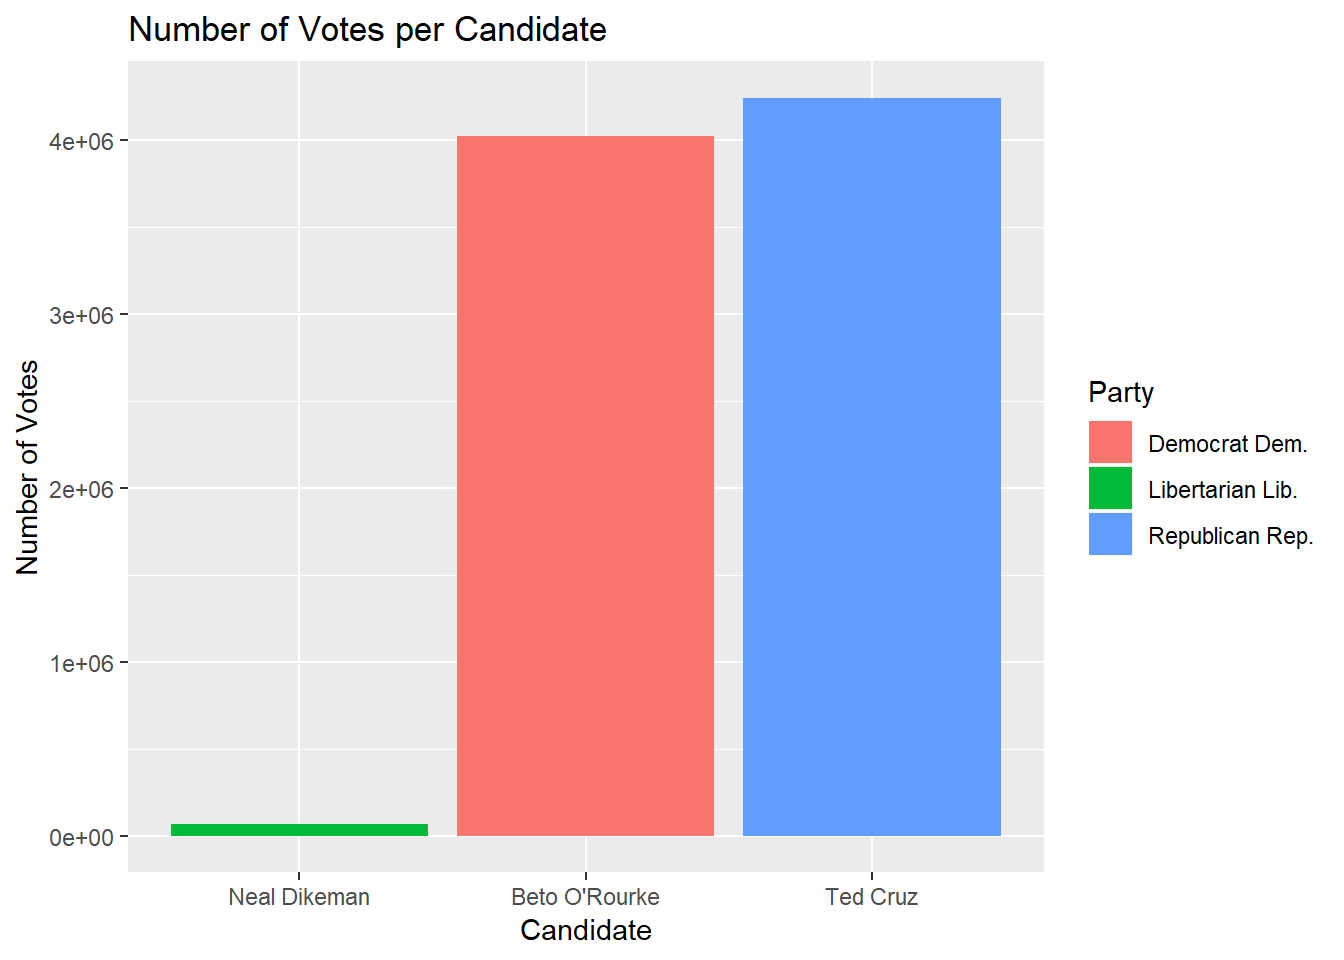 Number of Votes per Candidate
Number of Votes
4e+06
3e+06
2e+06
1e+06
0e+00
Neal Dikeman
Beto O'Rourke
Ted Cruz
Candidate
Party
Democrat Dem.
Libertarian Lib.
Republican Rep.